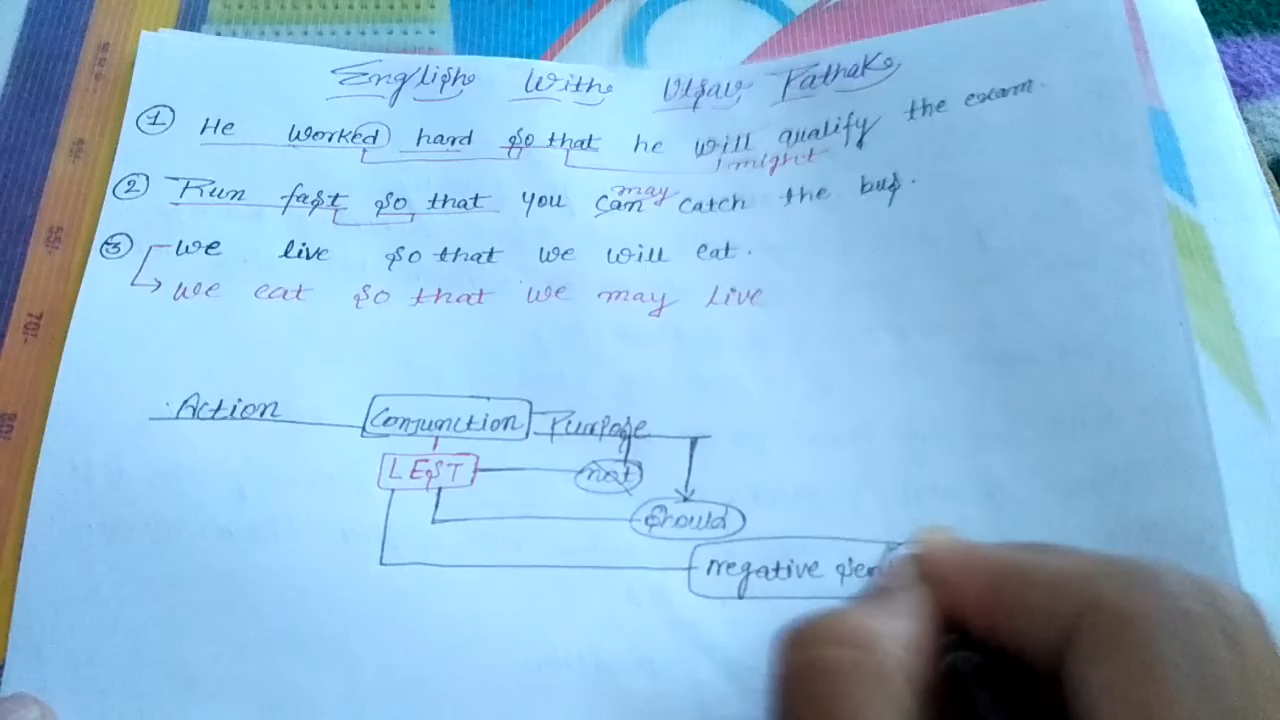 English With Utsav Pathak
① He worked hard so that he will qualify the exam.
might
② Run fast so that you can catch the bus.
may
③ we live so that we will eat.
we eat so that we may live
Action Conjunction Purpose
LEST not
Should
negative sen
70/-